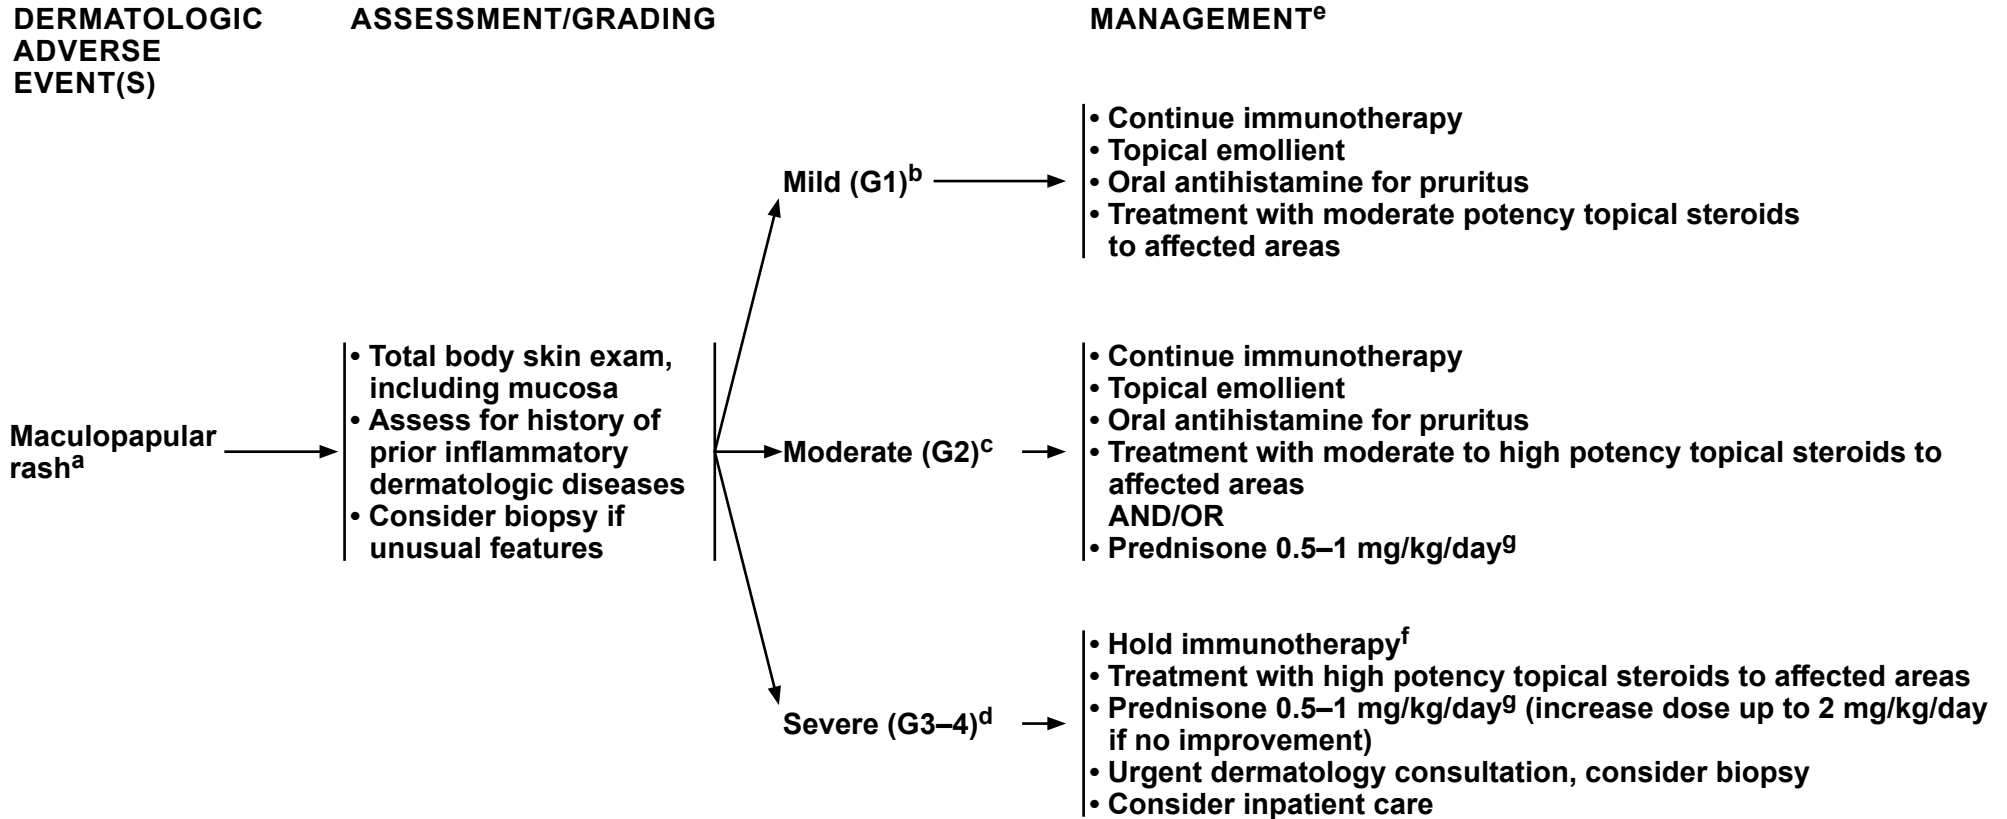 DERMATOLOGIC
ADVERSE
EVENT(S)
ASSESSMENT/GRADING
MANAGEMENTe
Maculopapular
rasha
• Total body skin exam,
including mucosa
• Assess for history of
prior inflammatory
dermatologic diseases
• Consider biopsy if
unusual features
Mild (G1)b
• Continue immunotherapy
• Topical emollient
• Oral antihistamine for pruritus
• Treatment with moderate potency topical steroids
to affected areas
Moderate (G2)c
• Continue immunotherapy
• Topical emollient
• Oral antihistamine for pruritus
• Treatment with moderate to high potency topical steroids to
affected areas
AND/OR
• Prednisone 0.5–1 mg/kg/dayg
Severe (G3–4)d
• Hold immunotherapyf
• Treatment with high potency topical steroids to affected areas
• Prednisone 0.5–1 mg/kg/dayg (increase dose up to 2 mg/kg/day
if no improvement)
• Urgent dermatology consultation, consider biopsy
• Consider inpatient care